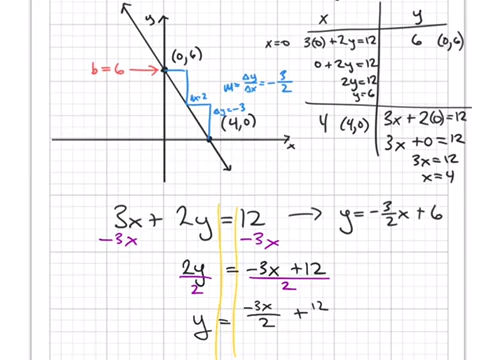 y
(0,6)
b = 6
m = Δy/Δx = -3/2
Δx=2
Δy=-3
(4,0)
x
x y
x=0 3(0) + 2y = 12 6 (0,6)
0 + 2y = 12
2y = 12
y = 6
4 (4,0) 3x + 2(0) = 12
3x + 0 = 12
3x = 12
x = 4
3x + 2y = 12 → y = -3/2x + 6
-3x -3x
2y/2 = -3x + 12/2
y = -3x/2 + 12